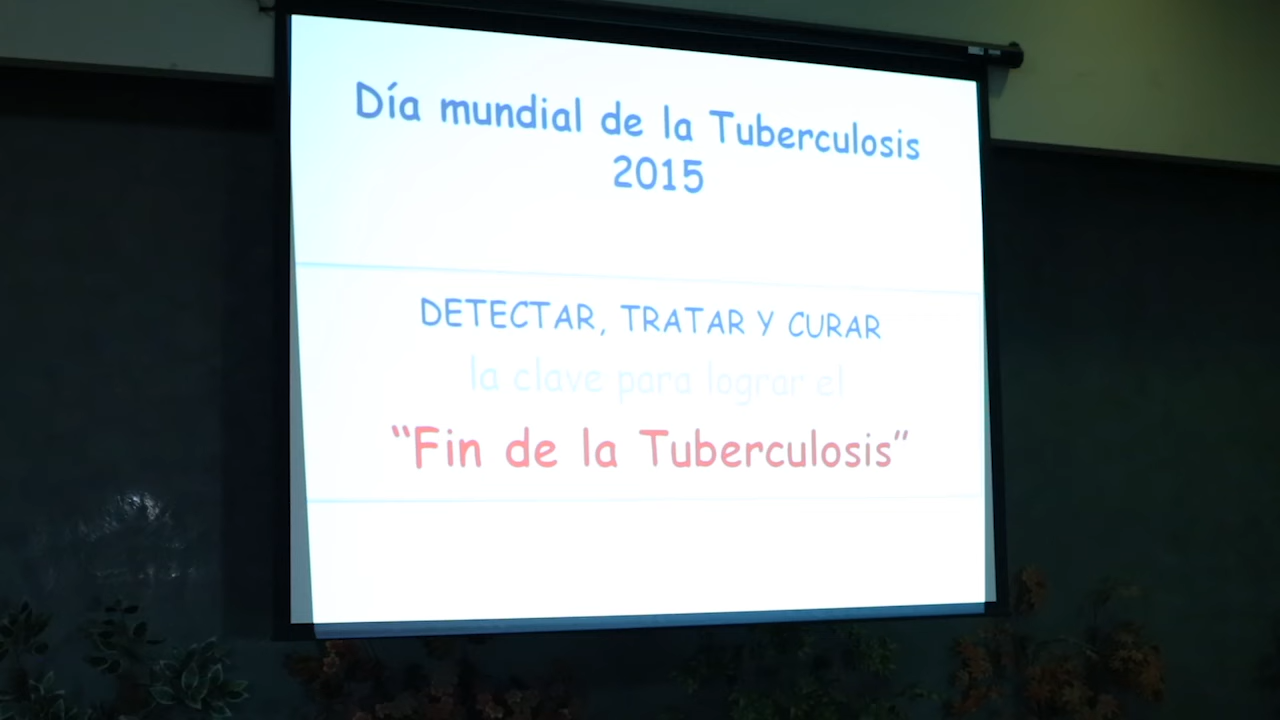 Día mundial de la Tuberculosis
2015
DETECTAR, TRATAR Y CURAR
la clave para lograr el
“Fin de la Tuberculosis”